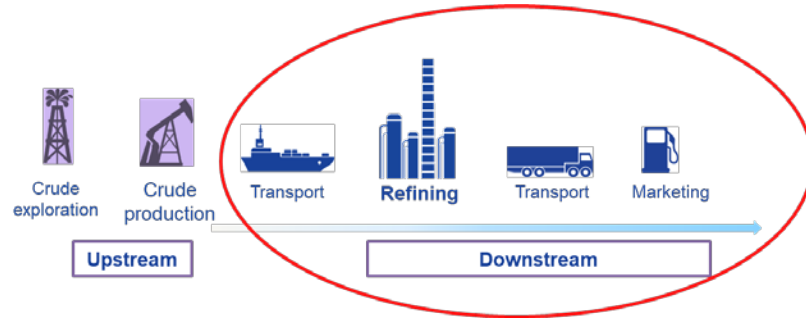 Crude
exploration
Crude
production
Transport
Refining
Transport
Marketing
Upstream
Downstream